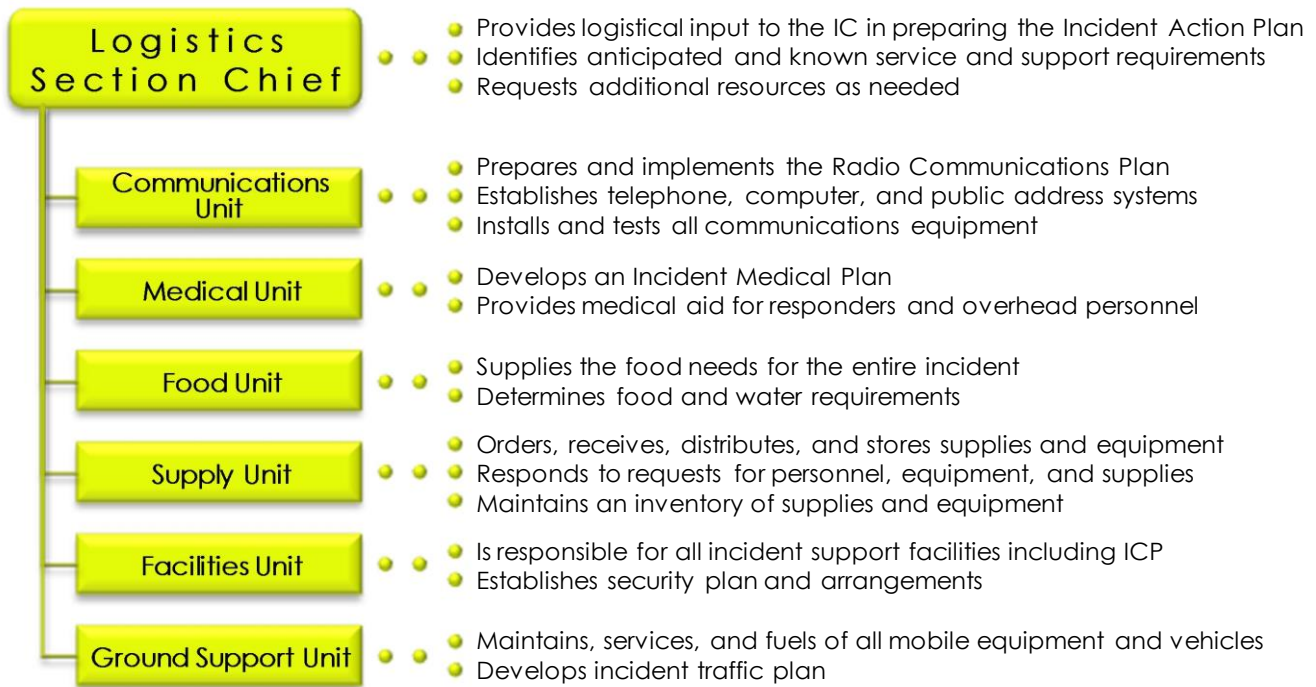 Logistics
Section Chief
Provides logistical input to the IC in preparing the Incident Action Plan
Identifies anticipated and known service and support requirements
Requests additional resources as needed
Communications
Unit
Prepares and implements the Radio Communications Plan
Establishes telephone, computer, and public address systems
Installs and tests all communications equipment
Medical Unit
Develops an Incident Medical Plan
Provides medical aid for responders and overhead personnel
Food Unit
Supplies the food needs for the entire incident
Determines food and water requirements
Supply Unit
Orders, receives, distributes, and stores supplies and equipment
Responds to requests for personnel, equipment, and supplies
Maintains an inventory of supplies and equipment
Facilities Unit
Is responsible for all incident support facilities including ICP
Establishes security plan and arrangements
Ground Support Unit
Maintains, services, and fuels of all mobile equipment and vehicles
Develops incident traffic plan